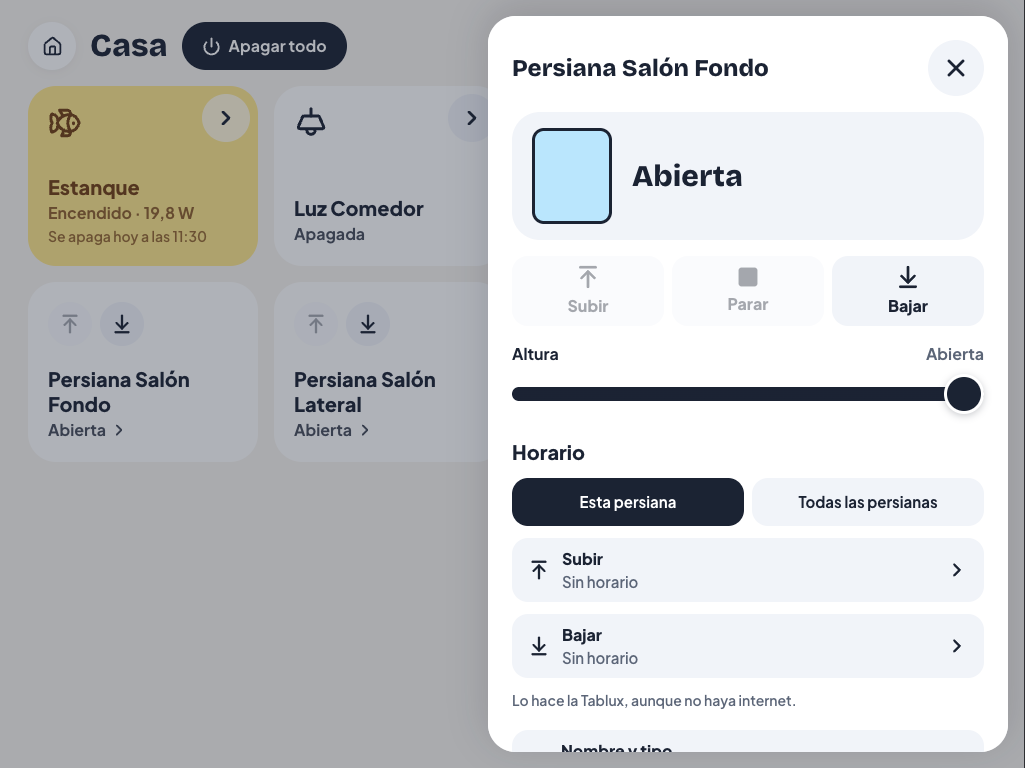 Casa
Apagar todo
Estanque
Encendido · 19,8 W
Se apaga hoy a las 11:30
Luz Comedor
Apagada
Persiana Salón
Fondo
Abierta
Persiana Salón
Lateral
Abierta
Persiana Salón Fondo
Abierta
Subir
Parar
Bajar
Altura
Abierta
Horario
Esta persiana
Todas las persianas
Subir
Sin horario
Bajar
Sin horario
Lo hace la Tablux, aunque no haya internet.
Nombre y tipo